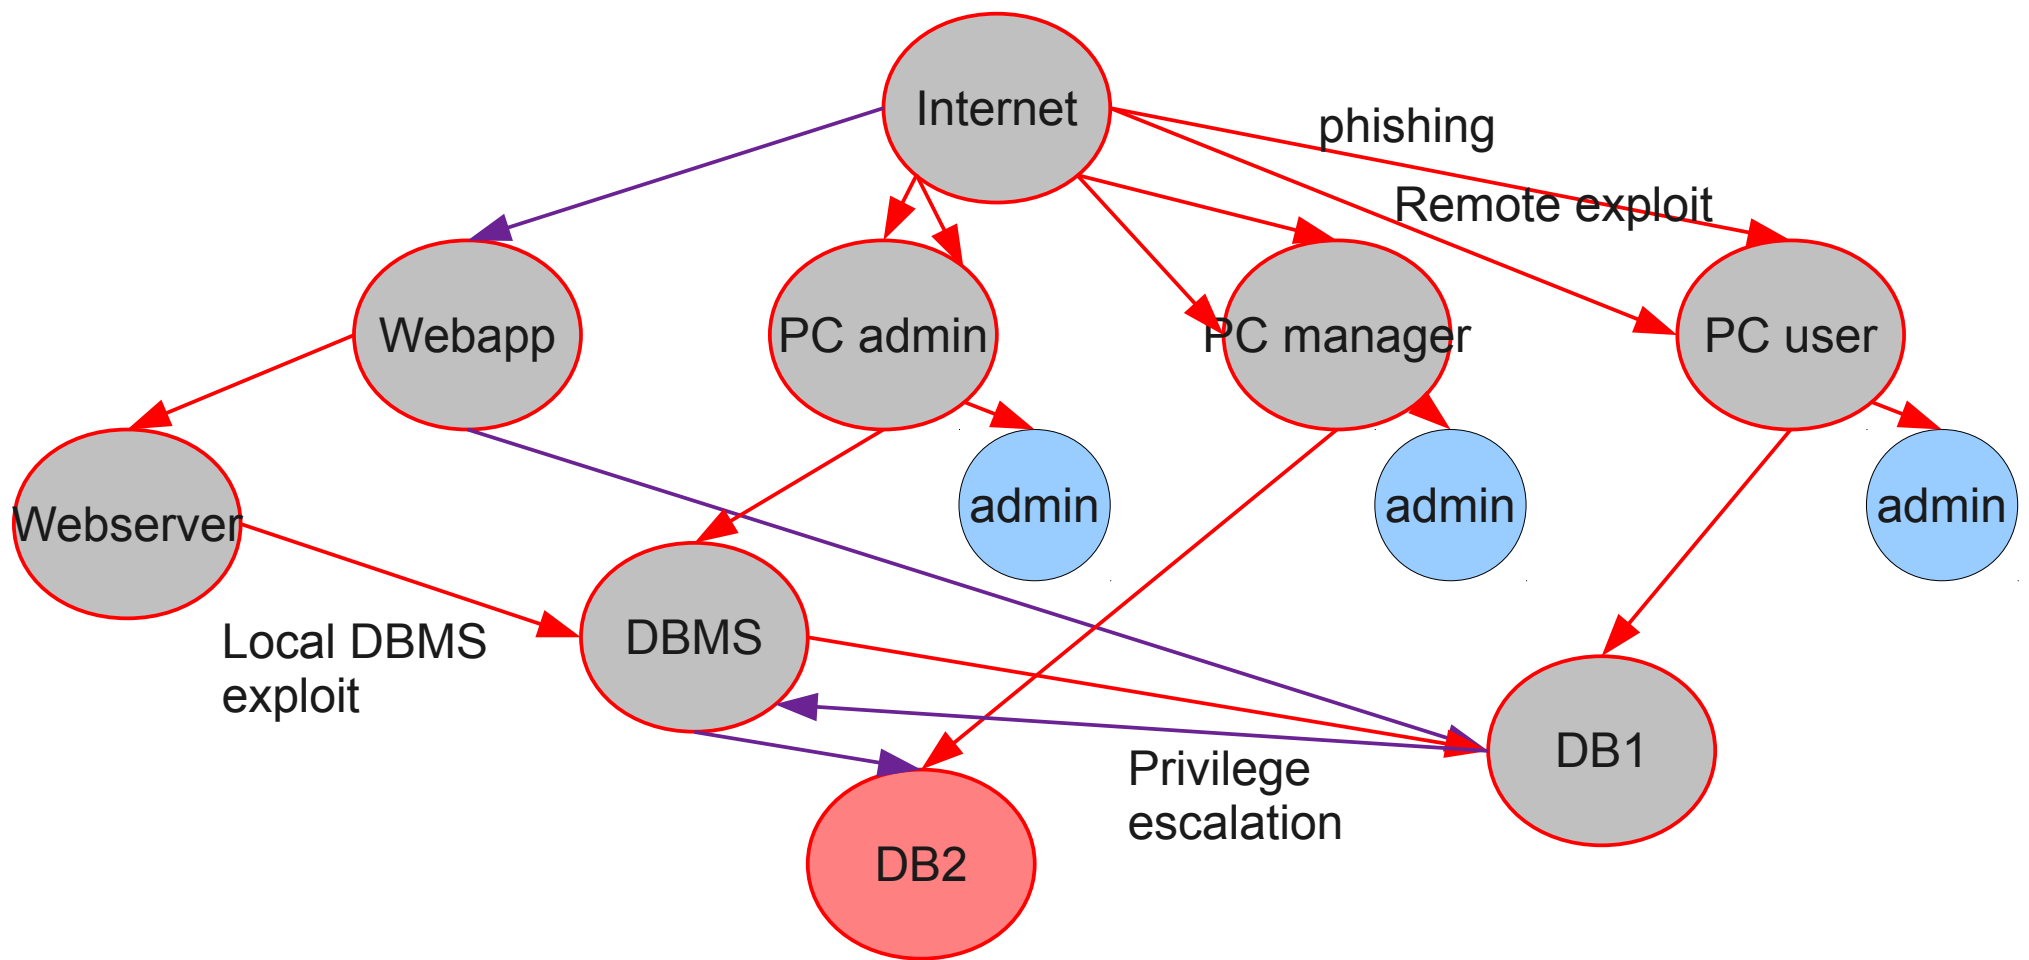 Internet
phishing
Remote exploit
Webapp
PC admin
PC manager
PC user
Webserver
admin
admin
admin
Local DBMS
exploit
DBMS
Privilege
escalation
DB1
DB2